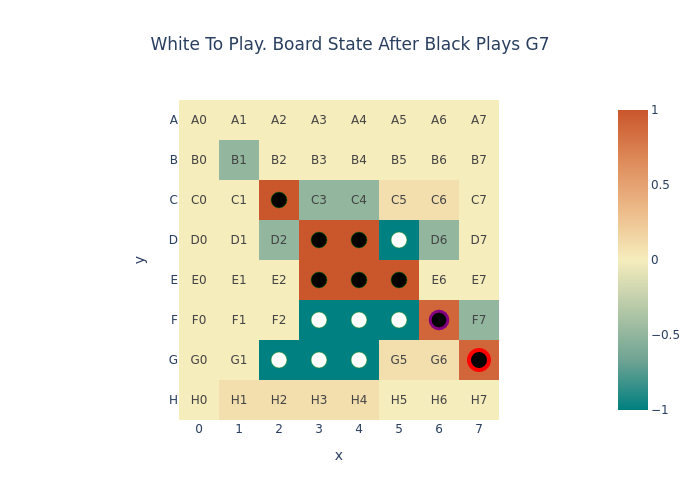 White To Play. Board State After Black Plays G7
A A0 A1 A2 A3 A4 A5 A6 A7
B B0 B1 B2 B3 B4 B5 B6 B7
C C0 C1 C3 C4 C5 C6 C7
D D0 D1 D2 D6 D7
E E0 E1 E2 E6 E7
F F0 F1 F2 F7
G G0 G1 G5 G6
H H0 H1 H2 H3 H4 H5 H6 H7
0 1 2 3 4 5 6 7
x
y
1
0.5
0
−0.5
−1